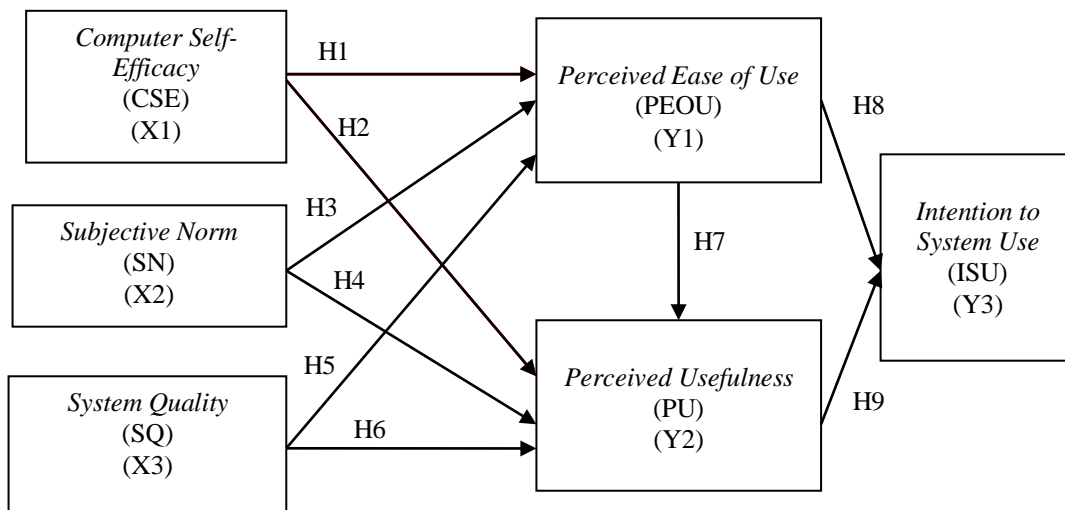 Computer Self-
Efficacy
(CSE)
(X1)
H1
H2
Perceived Ease of Use
(PEOU)
(Y1)
H8
Subjective Norm
(SN)
(X2)
H3
H4
H7
Intention to
System Use
(ISU)
(Y3)
System Quality
(SQ)
(X3)
H5
H6
Perceived Usefulness
(PU)
(Y2)
H9